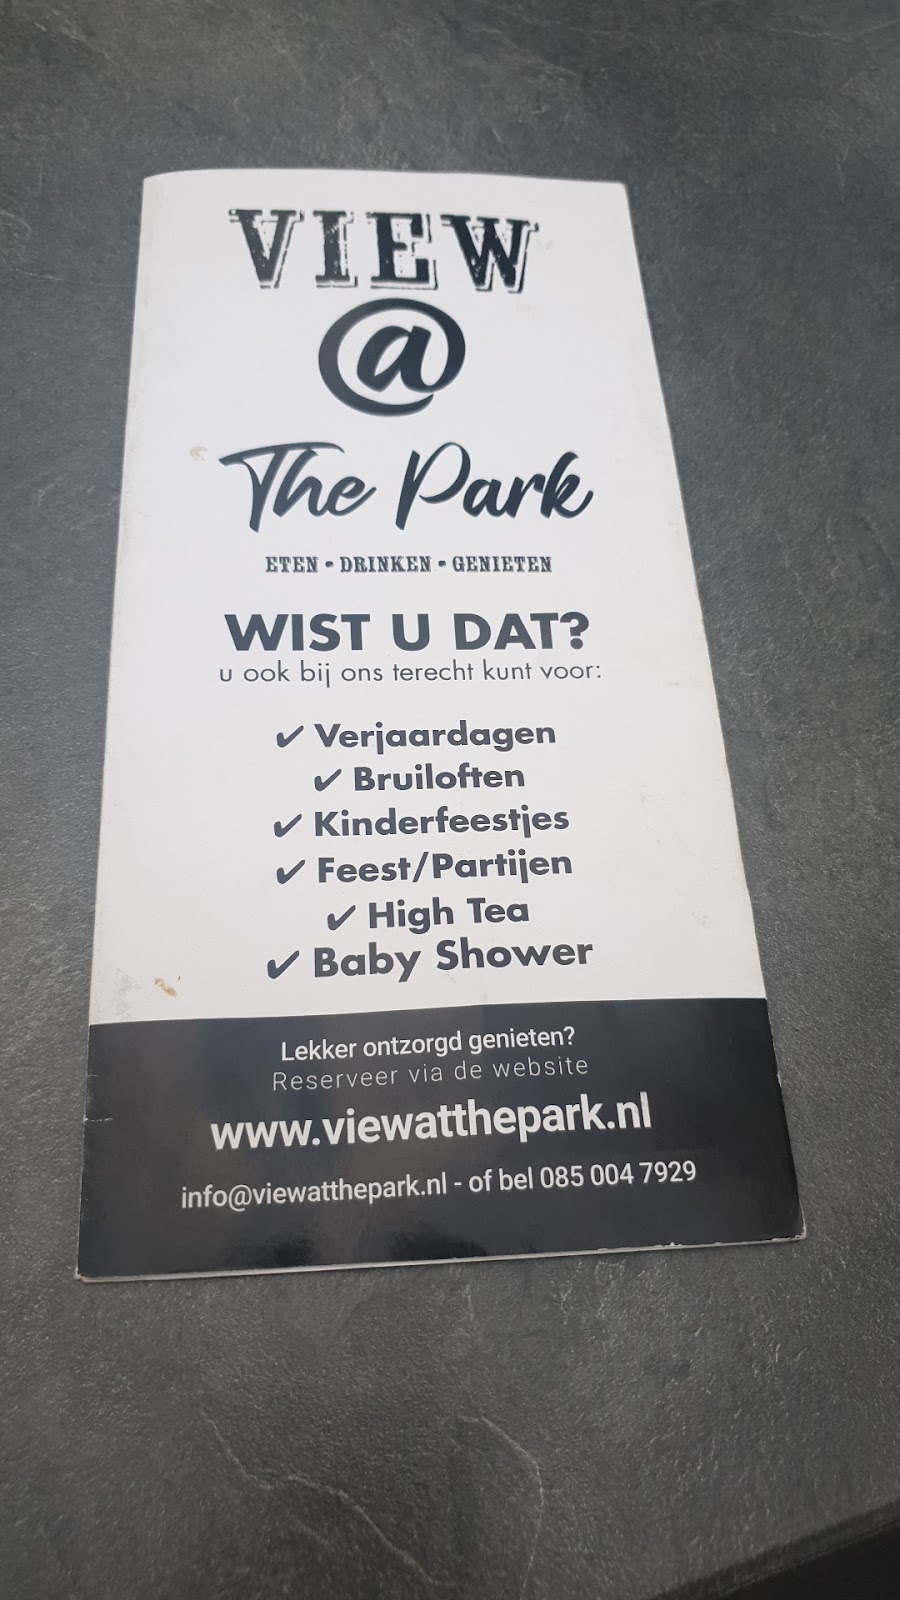 VIEW
@
The Park
ETEN • DRINKEN • GENIETEN
WIST U DAT?
u ook bij ons terecht kunt voor:
✔ Verjaardagen
✔ Bruiloften
✔ Kinderfeestjes
✔ Feest/Partijen
✔ High Tea
✔ Baby Shower
Lekker ontzorgd genieten?
Reserveer via de website
www.viewatthepark.nl
info@viewatthepark.nl - of bel 085 004 7929